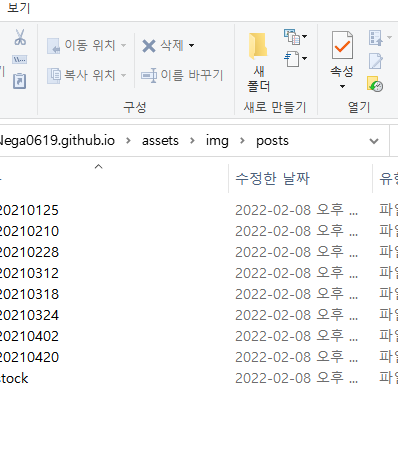 보기
이동 위치 삭제
복사 위치 이름 바꾸기
새
폴더
속성
구성 새로 만들기 열기
Nega0619.github.io > assets > img > posts
수정한 날짜 유형
20210125 2022-02-08 오후 ... 파일
20210210 2022-02-08 오후 ... 파일
20210228 2022-02-08 오후 ... 파일
20210312 2022-02-08 오후 ... 파일
20210318 2022-02-08 오후 ... 파일
20210324 2022-02-08 오후 ... 파일
20210402 2022-02-08 오후 ... 파일
20210420 2022-02-08 오후 ... 파일
stock 2022-02-08 오후 ... 파일